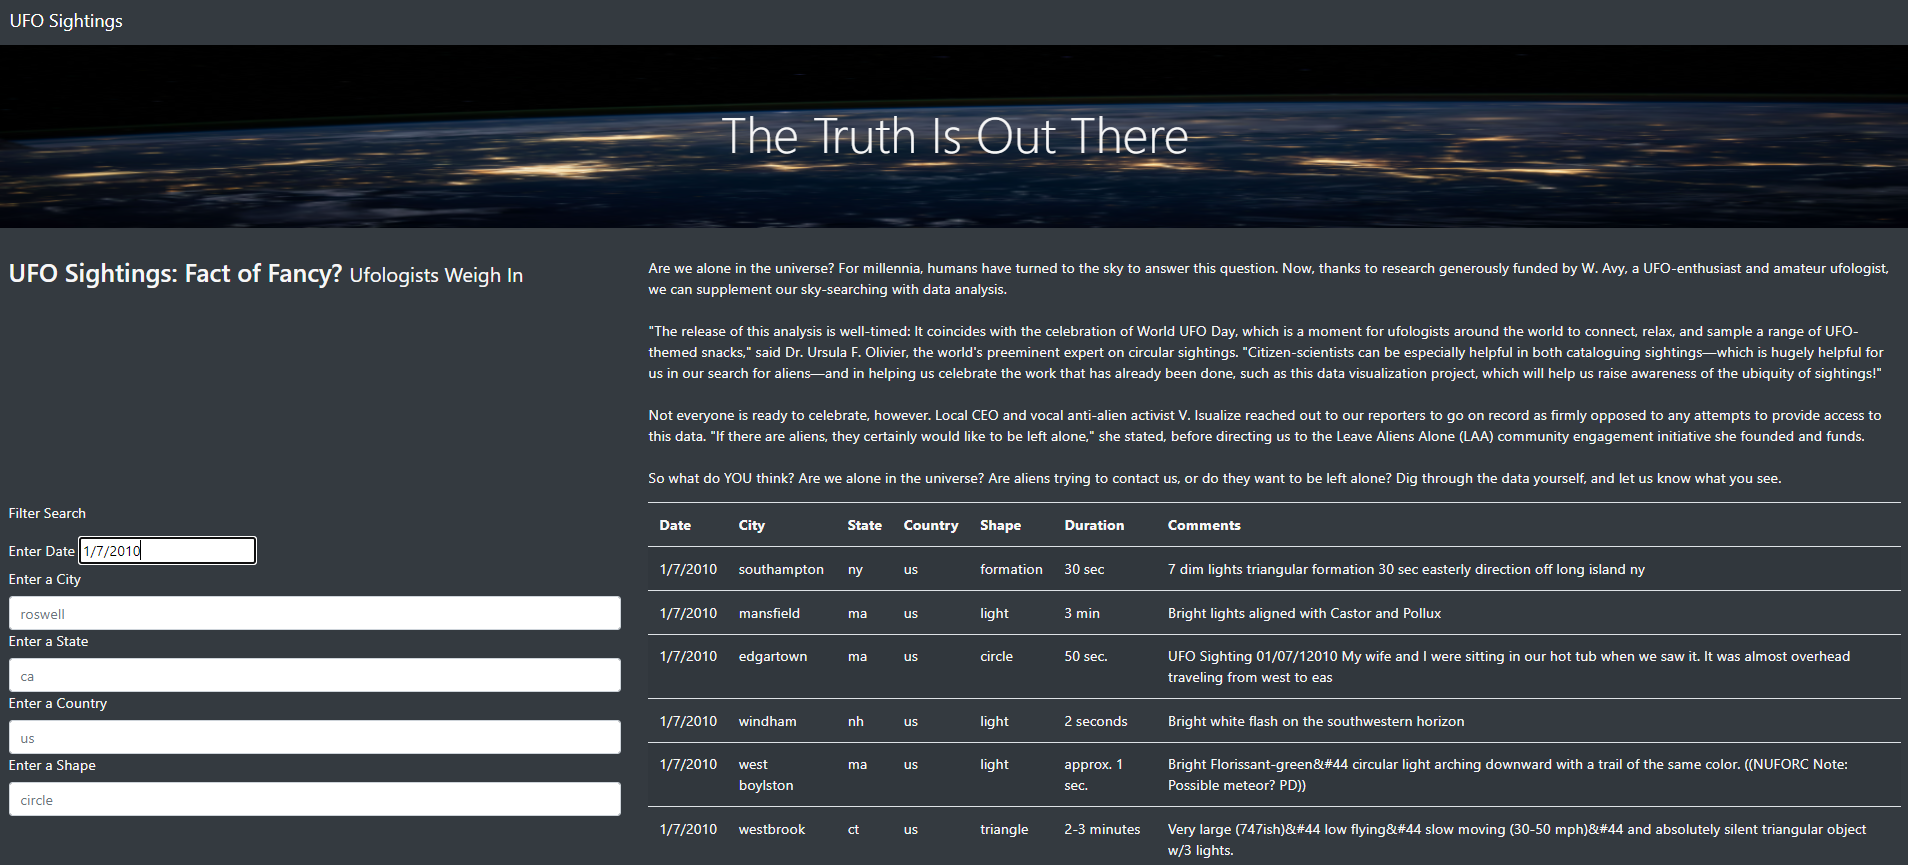 UFO Sightings
The Truth Is Out There
UFO Sightings: Fact of Fancy? Ufologists Weigh In
Are we alone in the universe? For millennia, humans have turned to the sky to answer this question. Now, thanks to research generously funded by W. Avy, a UFO-enthusiast and amateur ufologist,
we can supplement our sky-searching with data analysis.
"The release of this analysis is well-timed: It coincides with the celebration of World UFO Day, which is a moment for ufologists around the world to connect, relax, and sample a range of UFO-
themed snacks," said Dr. Ursula F. Olivier, the world's preeminent expert on circular sightings. "Citizen-scientists can be especially helpful in both cataloguing sightings—which is hugely helpful for
us in our search for aliens—and in helping us celebrate the work that has already been done, such as this data visualization project, which will help us raise awareness of the ubiquity of sightings!"
Not everyone is ready to celebrate, however. Local CEO and vocal anti-alien activist V. Isualize reached out to our reporters to go on record as firmly opposed to any attempts to provide access to
this data. "If there are aliens, they certainly would like to be left alone," she stated, before directing us to the Leave Aliens Alone (LAA) community engagement initiative she founded and funds.
So what do YOU think? Are we alone in the universe? Are aliens trying to contact us, or do they want to be left alone? Dig through the data yourself, and let us know what you see.
Filter Search
Enter Date 1/7/2010
Enter a City
roswell
Enter a State
ca
Enter a Country
us
Enter a Shape
circle
Date City State Country Shape Duration Comments
1/7/2010 southampton ny us formation 30 sec 7 dim lights triangular formation 30 sec easterly direction off long island ny
1/7/2010 mansfield ma us light 3 min Bright lights aligned with Castor and Pollux
1/7/2010 edgartown ma us circle 50 sec. UFO Sighting 01/07/12010 My wife and I were sitting in our hot tub when we saw it. It was almost overhead
traveling from west to eas
1/7/2010 windham nh us light 2 seconds Bright white flash on the southwestern horizon
1/7/2010 west ma us light approx. 1 Bright Florissant-green&#44 circular light arching downward with a trail of the same color. ((NUFORC Note:
boylston sec. Possible meteor? PD))
1/7/2010 westbrook ct us triangle 2-3 minutes Very large (747ish)&#44 low flying&#44 slow moving (30-50 mph)&#44 and absolutely silent triangular object
w/3 lights.